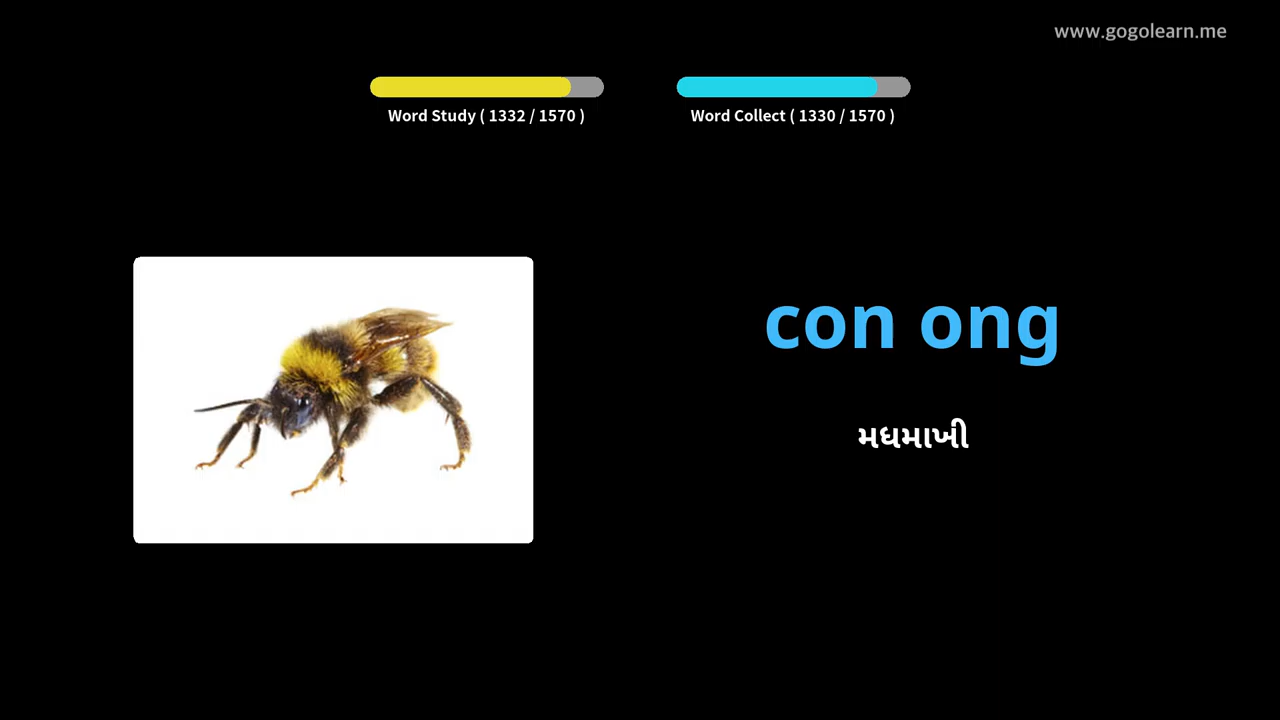 www.gogolearn.me
Word Study ( 1332 / 1570 )
Word Collect ( 1330 / 1570 )
con ong
મધમાખી